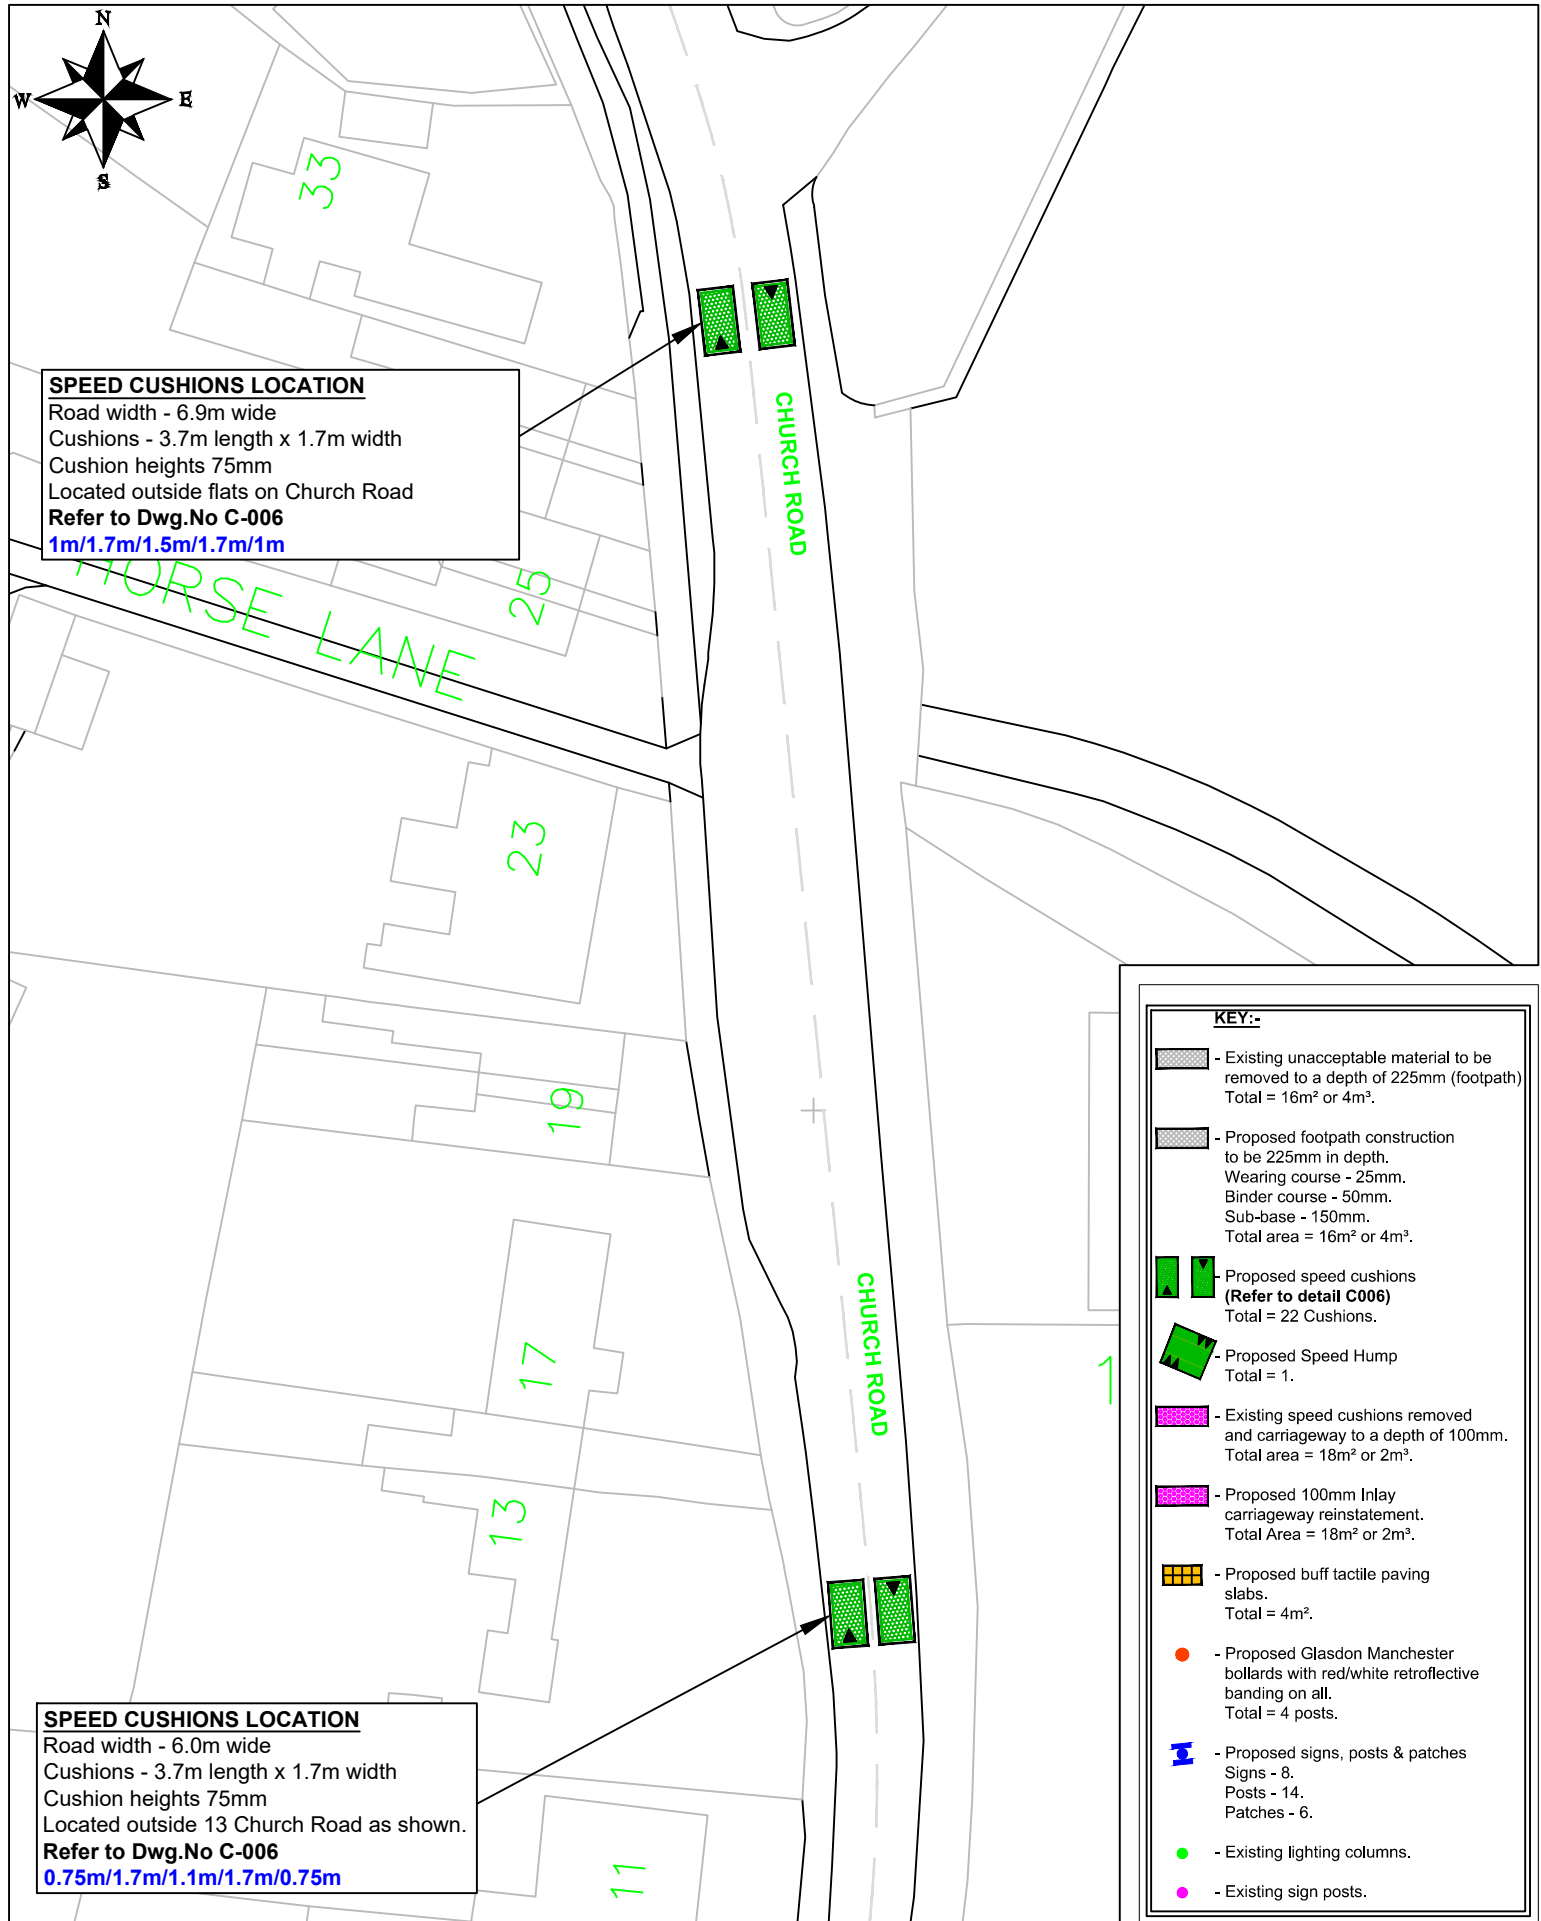 N
W
E
S
33
SPEED CUSHIONS LOCATION
Road width - 6.9m wide
Cushions - 3.7m length x 1.7m width
Cushion heights 75mm
Located outside flats on Church Road
Refer to Dwg.No C-006
1m/1.7m/1.5m/1.7m/1m
CHURCH ROAD
HORSE LANE
25
23
19
17
13
11
1
CHURCH ROAD
SPEED CUSHIONS LOCATION
Road width - 6.0m wide
Cushions - 3.7m length x 1.7m width
Cushion heights 75mm
Located outside 13 Church Road as shown.
Refer to Dwg.No C-006
0.75m/1.7m/1.1m/1.7m/0.75m
KEY:-
- Existing unacceptable material to be
removed to a depth of 225mm (footpath)
Total = 16m² or 4m³.
- Proposed footpath construction
to be 225mm in depth.
Wearing course - 25mm.
Binder course - 50mm.
Sub-base - 150mm.
Total area = 16m² or 4m³.
- Proposed speed cushions
(Refer to detail C006)
Total = 22 Cushions.
- Proposed Speed Hump
Total = 1.
- Existing speed cushions removed
and carriageway to a depth of 100mm.
Total area = 18m² or 2m³.
- Proposed 100mm Inlay
carriageway reinstatement.
Total Area = 18m² or 2m³.
- Proposed buff tactile paving
slabs.
Total = 4m².
- Proposed Glasdon Manchester
bollards with red/white retroflective
banding on all.
Total = 4 posts.
- Proposed signs, posts & patches
Signs - 8.
Posts - 14.
Patches - 6.
- Existing lighting columns.
- Existing sign posts.